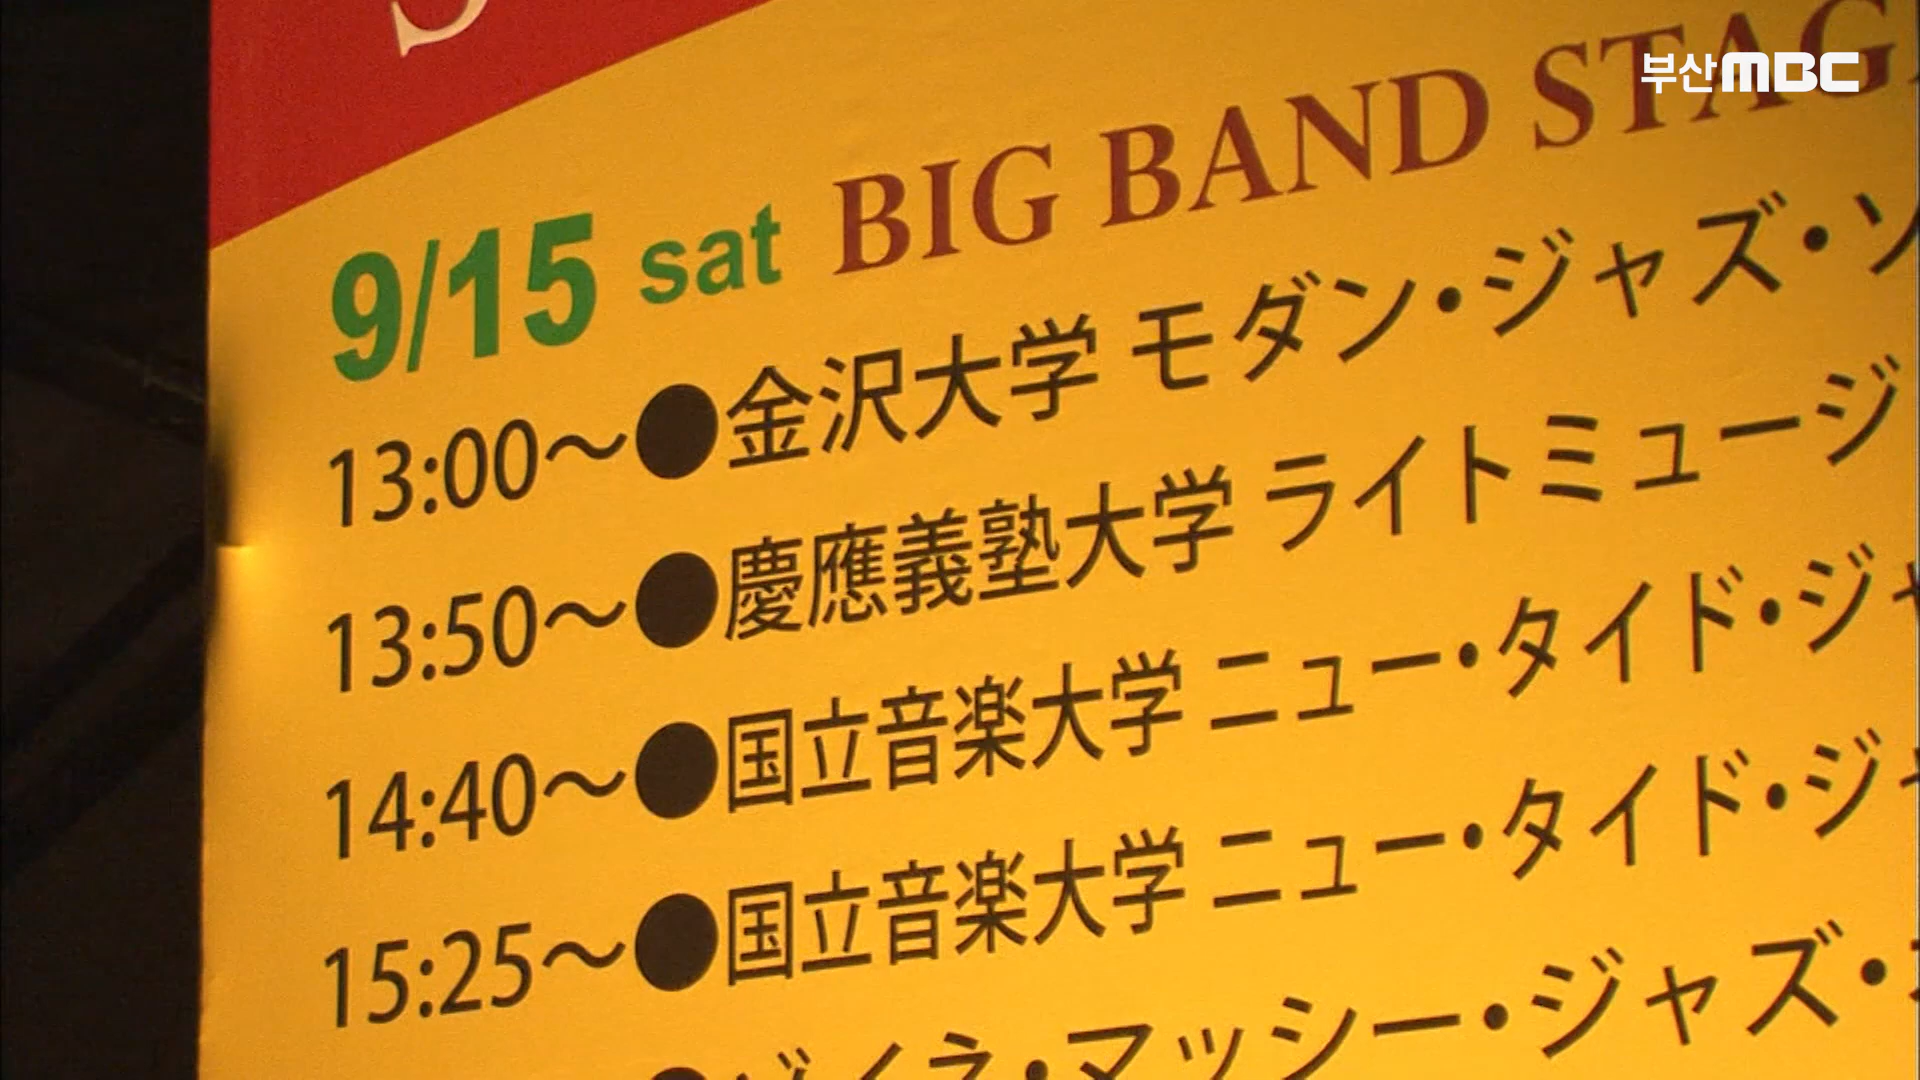 부산MBC
9/15 sat BIG BAND
13:00～●金沢大学 モダン・ジャズ・ソ
13:50～●慶應義塾大学 ライトミュージ
14:40～●国立音楽大学 ニュー・タイド・ジャ
15:25～●国立音楽大学 ニュー・タイド・ジャ
マッシー・ジャズ・